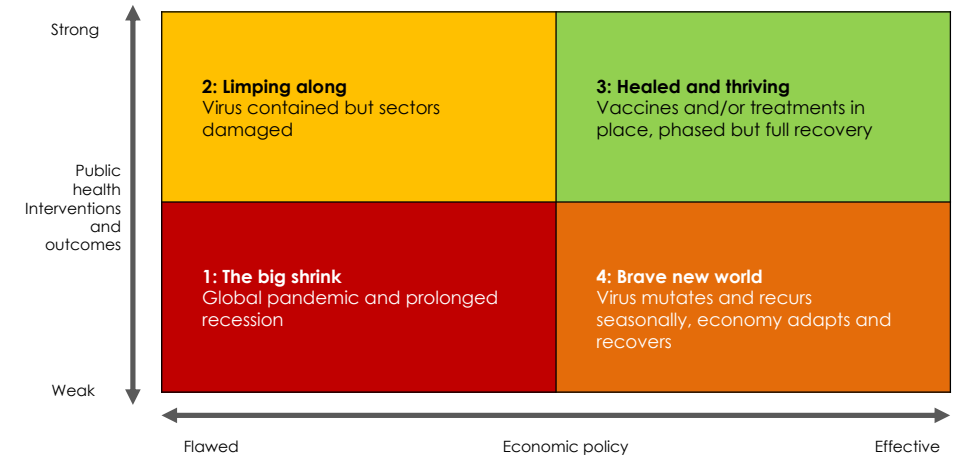 Strong
2: Limping along
Virus contained but sectors
damaged
3: Healed and thriving
Vaccines and/or treatments in
place, phased but full recovery
Public
health
Interventions
and
outcomes
1: The big shrink
Global pandemic and prolonged
recession
4: Brave new world
Virus mutates and recurs
seasonally, economy adapts and
recovers
Weak
Flawed
Economic policy
Effective